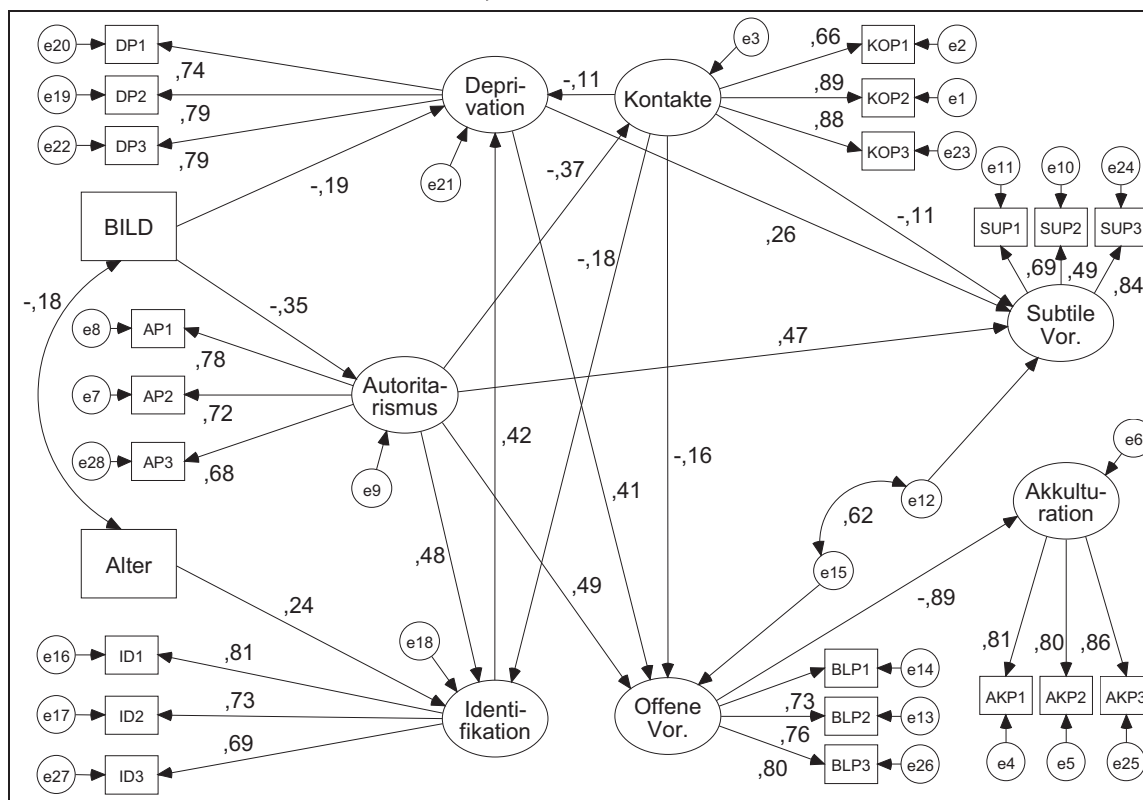 e20
DP1
,74
e19
DP2
,79
e22
DP3
,79
Depri-
vation
e21
-,11
Kontakte
e3
,66
KOP1
e2
,89
KOP2
e1
,88
KOP3
e23
e11
e10
e24
SUP1
SUP2
SUP3
,69
,49
,84
Subtile
Vor.
BILD
-,19
-,37
-,18
,26
-,11
-,18
-,35
e8
AP1
,78
e7
AP2
,72
e28
AP3
,68
Autorita-
rismus
e9
,47
,42
,41
-,16
,48
,49
,62
e12
e15
Akkultu-
ration
e6
-,89
,81
,80
,86
AKP1
AKP2
AKP3
e4
e5
e25
Alter
,24
e18
e16
ID1
,81
e17
ID2
,73
e27
ID3
,69
Identi-
fikation
Offene
Vor.
BLP1
e14
,73
BLP2
e13
,76
BLP3
e26
,80